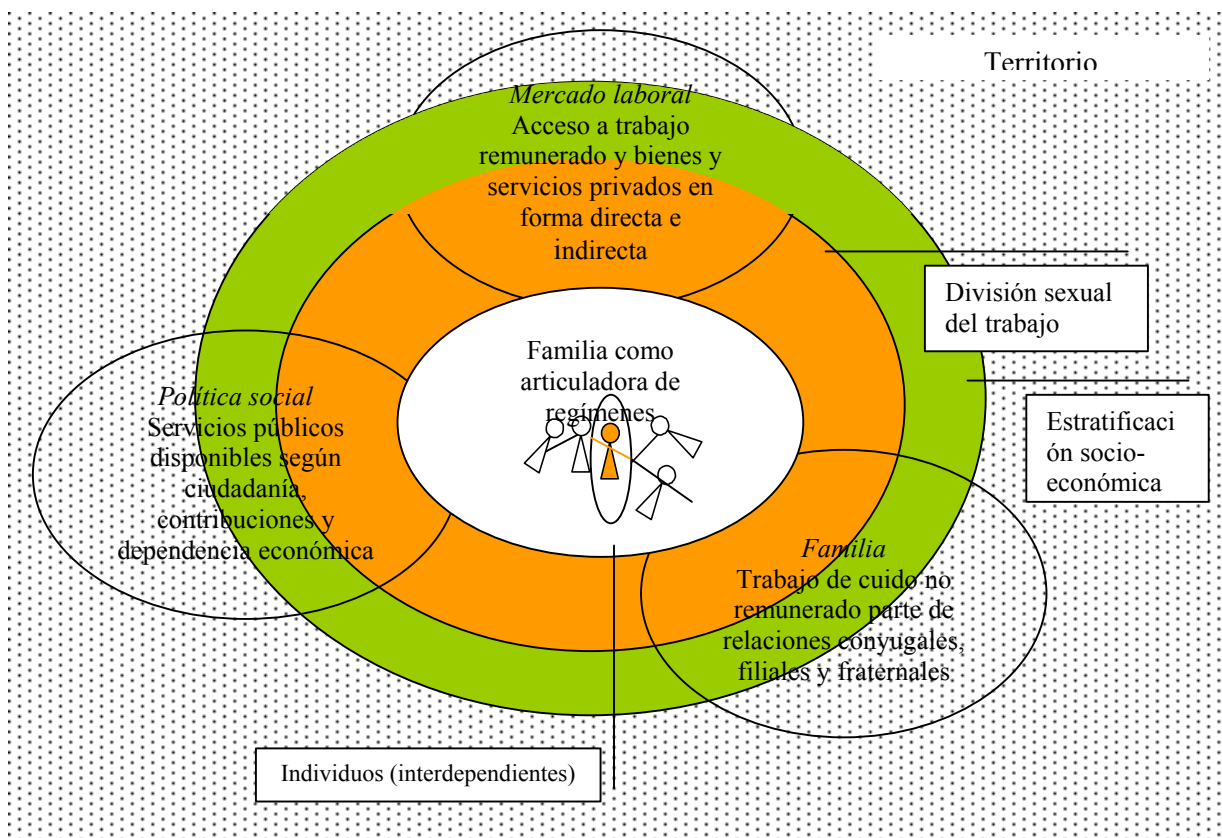 Territorio
Mercado laboral
Acceso a trabajo
remunerado y bienes y
servicios privados en
forma directa e
indirecta
División sexual
del trabajo
Familia como
articuladora de
regímenes
Política social
Servicios públicos
disponibles según
ciudadanía,
contribuciones y
dependencia económica
Estratificaci
ón socio-
económica
Familia
Trabajo de cuido no
remunerado parte de
relaciones conyugales,
filiales y fraternales
Individuos (interdependientes)